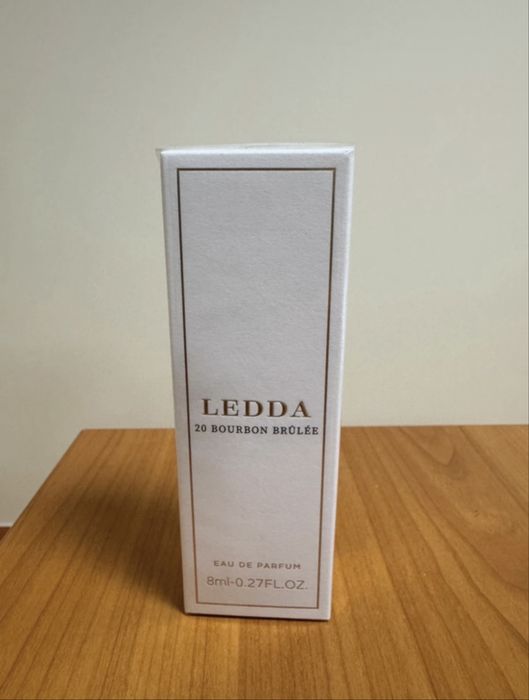 LEDDA
20 BOURBON BRÛLÉE
EAU DE PARFUM
8ml-0.27FL.OZ.